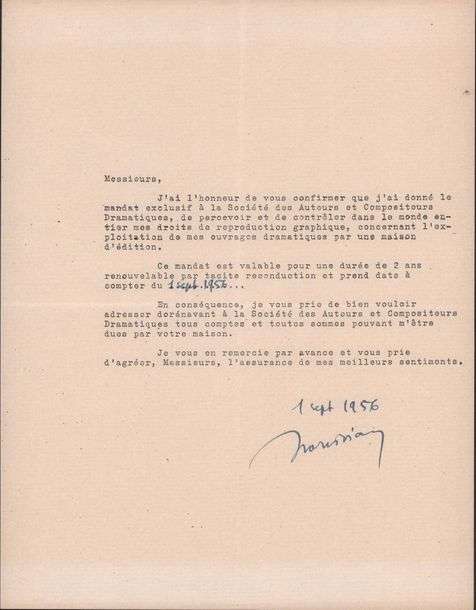 Messieurs,
J'ai l'honneur de vous confirmer que j'ai donné le
mandat exclusif à la Société des Auteurs et Compositeurs
Dramatiques, de percevoir et de contrôler dans le monde en-
tier mes droits de reproduction graphique, concernant l'ex-
ploitation de mes ouvrages dramatiques par une maison
d'édition.
Ce mandat est valable pour une durée de 2 ans
renouvelable par tacite reconduction et prend date à
compter du 1 sept. 1956...
En conséquence, je vous prie de bien vouloir
adresser dorénavant à la Société des Auteurs et Compositeurs
Dramatiques tous comptes et toutes sommes pouvant m'être
dues par votre maison.
Je vous en remercie par avance et vous prie
d'agréer, Messieurs, l'assurance de mes meilleurs sentiments.
1 sept 1956